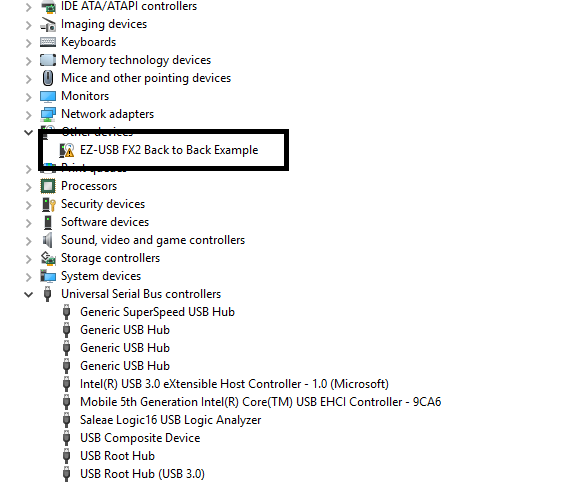 IDE ATA/ATAPI controllers
Imaging devices
Keyboards
Memory technology devices
Mice and other pointing devices
Monitors
Network adapters
Other devices
EZ-USB FX2 Back to Back Example
Print queues
Processors
Security devices
Software devices
Sound, video and game controllers
Storage controllers
System devices
Universal Serial Bus controllers
Generic SuperSpeed USB Hub
Generic USB Hub
Generic USB Hub
Generic USB Hub
Intel(R) USB 3.0 eXtensible Host Controller - 1.0 (Microsoft)
Mobile 5th Generation Intel(R) Core(TM) USB EHCI Controller - 9CA6
Saleae Logic16 USB Logic Analyzer
USB Composite Device
USB Root Hub
USB Root Hub (USB 3.0)